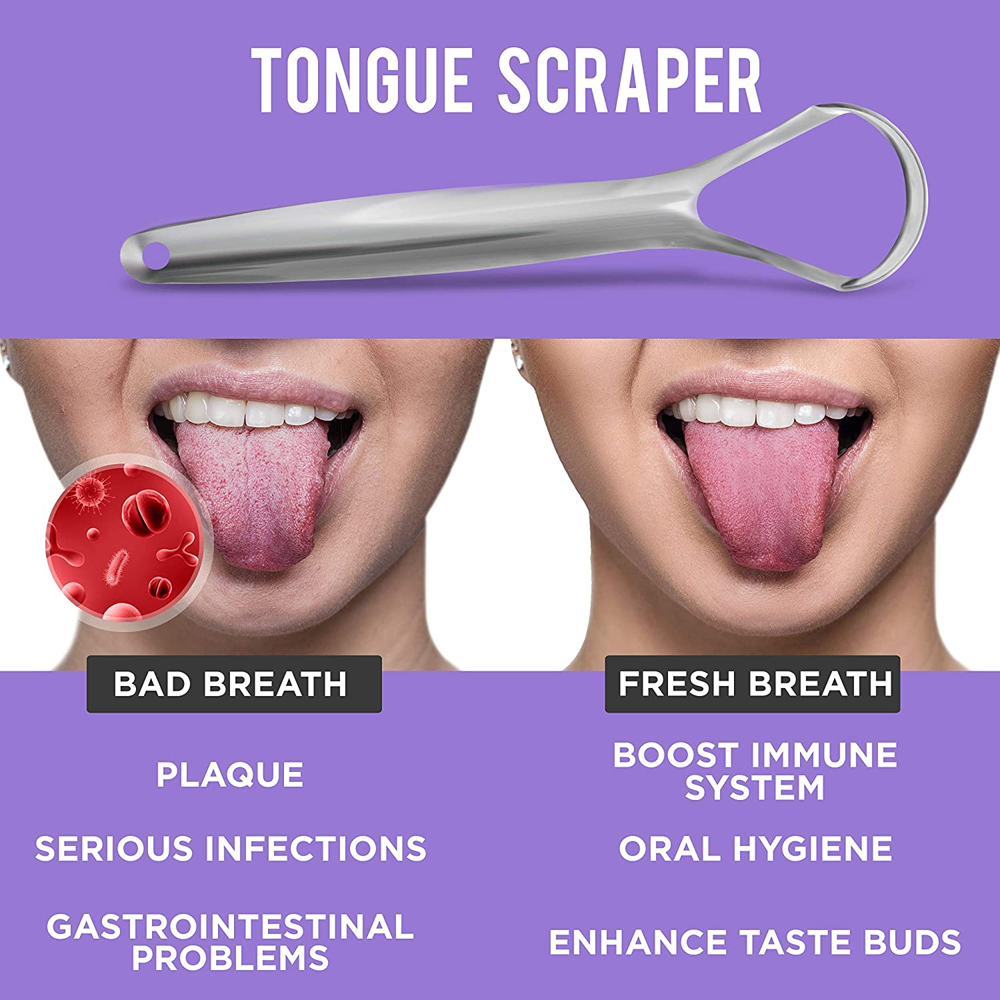 TONGUE SCRAPER
BAD BREATH
PLAQUE
SERIOUS INFECTIONS
GASTROINTESTINAL
PROBLEMS
FRESH BREATH
BOOST IMMUNE
SYSTEM
ORAL HYGIENE
ENHANCE TASTE BUDS